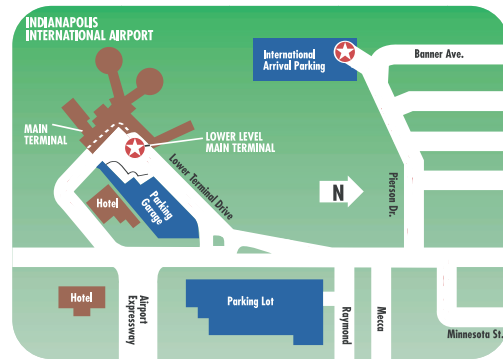 INDIANAPOLIS
INTERNATIONAL AIRPORT
International
Arrival Parking
Banner Ave.
MAIN
TERMINAL
LOWER LEVEL
MAIN TERMINAL
Lower Terminal Drive
Pierson Dr.
N
Hotel
Parking
Garage
Hotel
Airport
Expressway
Parking Lot
Raymond
Mecca
Minnesota St.